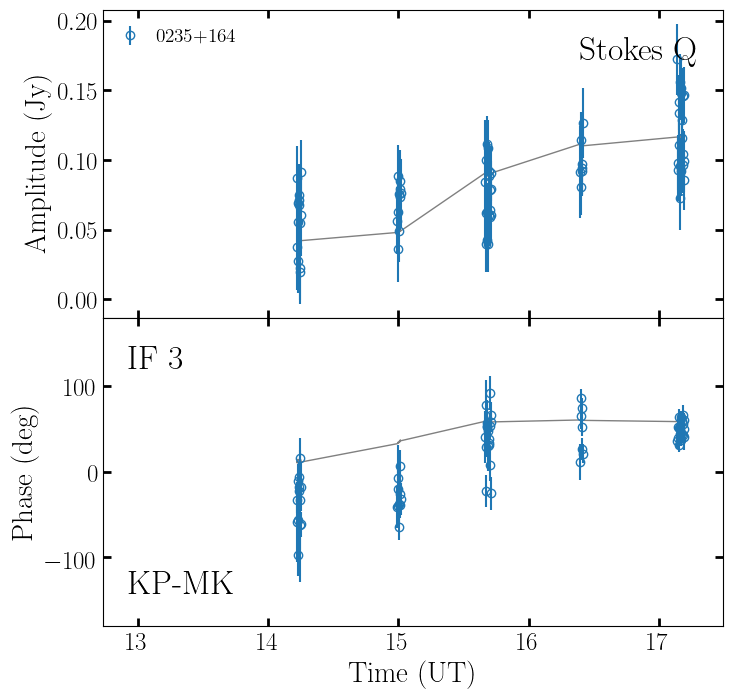 0235+164
Stokes Q
0.20
0.15
0.10
0.05
0.00
Amplitude (Jy)
IF 3
100
0
−100
Phase (deg)
KP-MK
13 14 15 16 17
Time (UT)